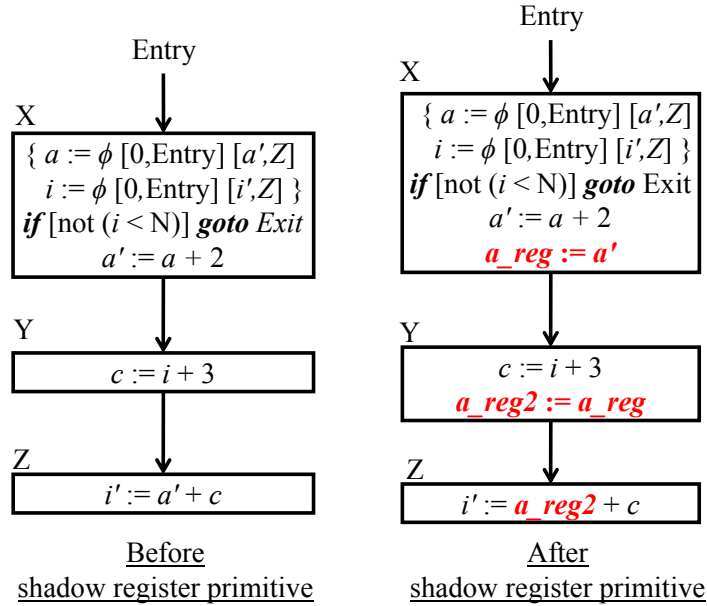 Entry
X
{ a := ϕ [0,Entry] [a′,Z]
i := ϕ [0,Entry] [i′,Z] }
if [not (i < N)] goto Exit
a′ := a + 2
Y
c := i + 3
Z
i′ := a′ + c
Before
shadow register primitive
Entry
X
{ a := ϕ [0,Entry] [a′,Z]
i := ϕ [0,Entry] [i′,Z] }
if [not (i < N)] goto Exit
a′ := a + 2
a_reg := a′
Y
c := i + 3
a_reg2 := a_reg
Z
i′ := a_reg2 + c
After
shadow register primitive